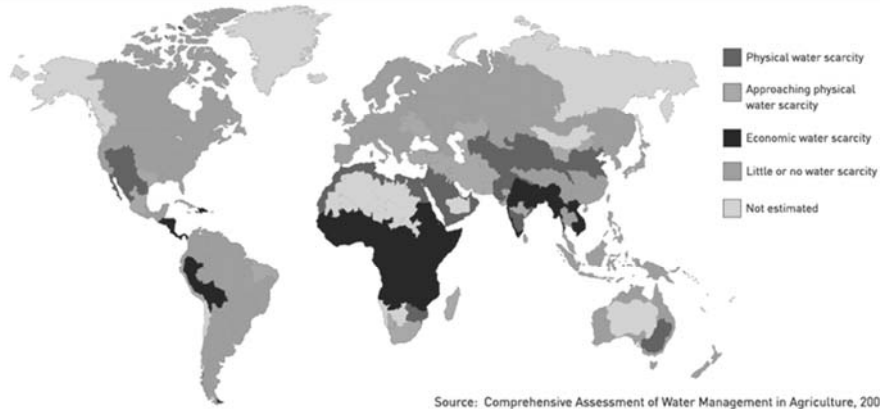 Physical water scarcity
Approaching physical
water scarcity
Economic water scarcity
Little or no water scarcity
Not estimated
Source: Comprehensive Assessment of Water Management in Agriculture, 200